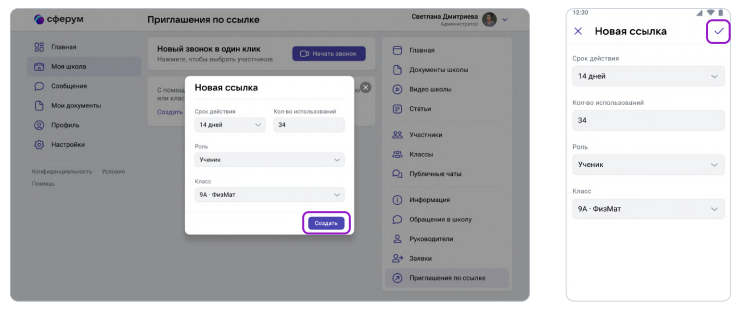 сферум
Приглашения по ссылке
Светлана Дмитриева
Администратор
Главная
Моя школа
Сообщения
Мои документы
Профиль
Настройки
Конфиденциальность Условия
Помощь
Новый звонок в один клик
Нажмите, чтобы выбрать участников
Начать звонок
С помощ
или клас
Создать
Новая ссылка
Срок действия Кол-во использований
14 дней 34
Роль
Ученик
Класс
9А · ФизМат
Создать
Главная
Документы школы
Видео школы
Статьи
Участники
Классы
Публичные чаты
Информация
Обращения в школу
Руководители
Заявки
Приглашения по ссылке
12:30
Новая ссылка
Срок действия
14 дней
Кол-во использований
34
Роль
Ученик
Класс
9А · ФизМат